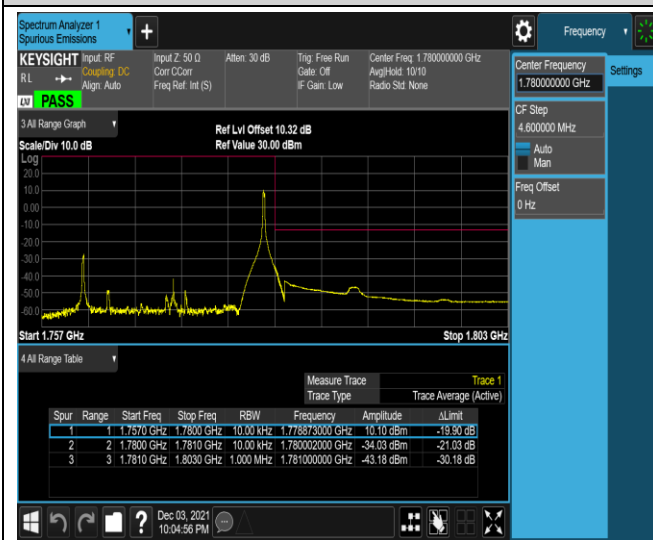 Spectrum Analyzer 1
Spurious Emissions
Frequency
KEYSIGHT
Input: RF
Input Z: 50 Ω
Atten: 30 dB
Trig: Free Run
Center Freq: 1.780000000 GHz
RL
Coupling: DC
Corr CCorr
Gate: Off
Avg|Hold: 10/10
Align: Auto
Freq Ref: Int (S)
IF Gain: Low
Radio Std: None
LXI PASS
Center Frequency
1.780000000 GHz
Settings
CF Step
4.600000 MHz
Auto
Man
Freq Offset
0 Hz
3 All Range Graph
Ref Lvl Offset 10.32 dB
Scale/Div 10.0 dB
Ref Value 30.00 dBm
Log
20.0
10.0
0.00
-10.0
-20.0
-30.0
-40.0
-50.0
-60.0
Start 1.757 GHz
Stop 1.803 GHz
4 All Range Table
Measure Trace Trace 1
Trace Type Trace Average (Active)
Spur Range Start Freq Stop Freq RBW Frequency Amplitude ΔLimit
1 1 1.7570 GHz 1.7800 GHz 10.00 kHz 1.778873000 GHz 10.10 dBm -19.90 dB
2 2 1.7800 GHz 1.7810 GHz 10.00 kHz 1.780002000 GHz -34.03 dBm -21.03 dB
3 3 1.7810 GHz 1.8030 GHz 1.000 MHz 1.781000000 GHz -43.18 dBm -30.18 dB
?
Dec 03, 2021
10:04:56 PM